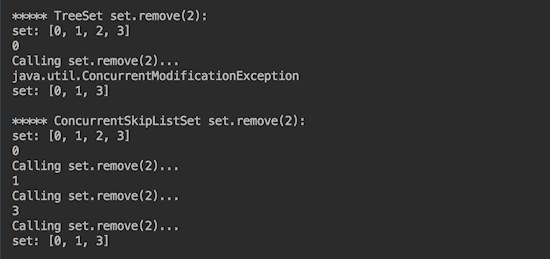 ***** TreeSet set.remove(2):
set: [0, 1, 2, 3]
0
Calling set.remove(2)...
java.util.ConcurrentModificationException
set: [0, 1, 3]

***** ConcurrentSkipListSet set.remove(2):
set: [0, 1, 2, 3]
0
Calling set.remove(2)...
1
Calling set.remove(2)...
3
Calling set.remove(2)...
set: [0, 1, 3]